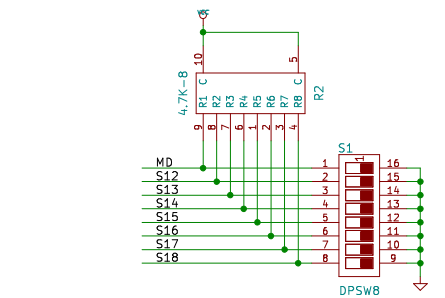 10
5
C
C
4.7K-8
R1
R2
R3
R4
R5
R6
R7
R8
R2
9
8
7
6
1
2
3
4
S1
1
MD 1 16
S12 2 15
S13 3 14
S14 4 13
S15 5 12
S16 6 11
S17 7 10
S18 8 9
DPSW8